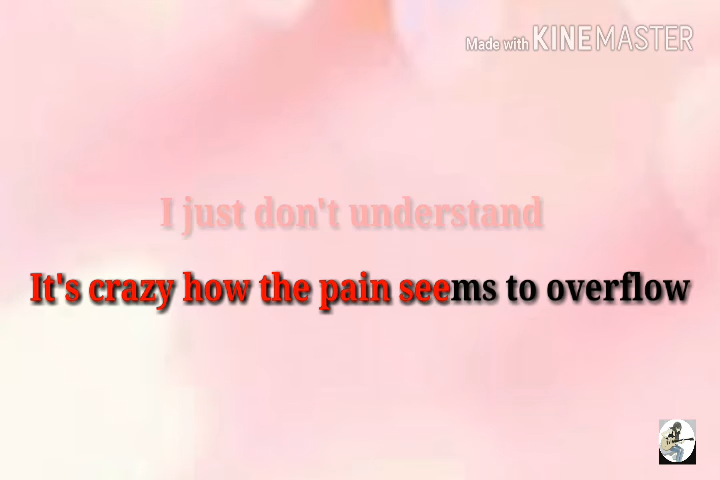 Made with KINEMASTER
I just don't understand
It's crazy how the pain seems to overflow